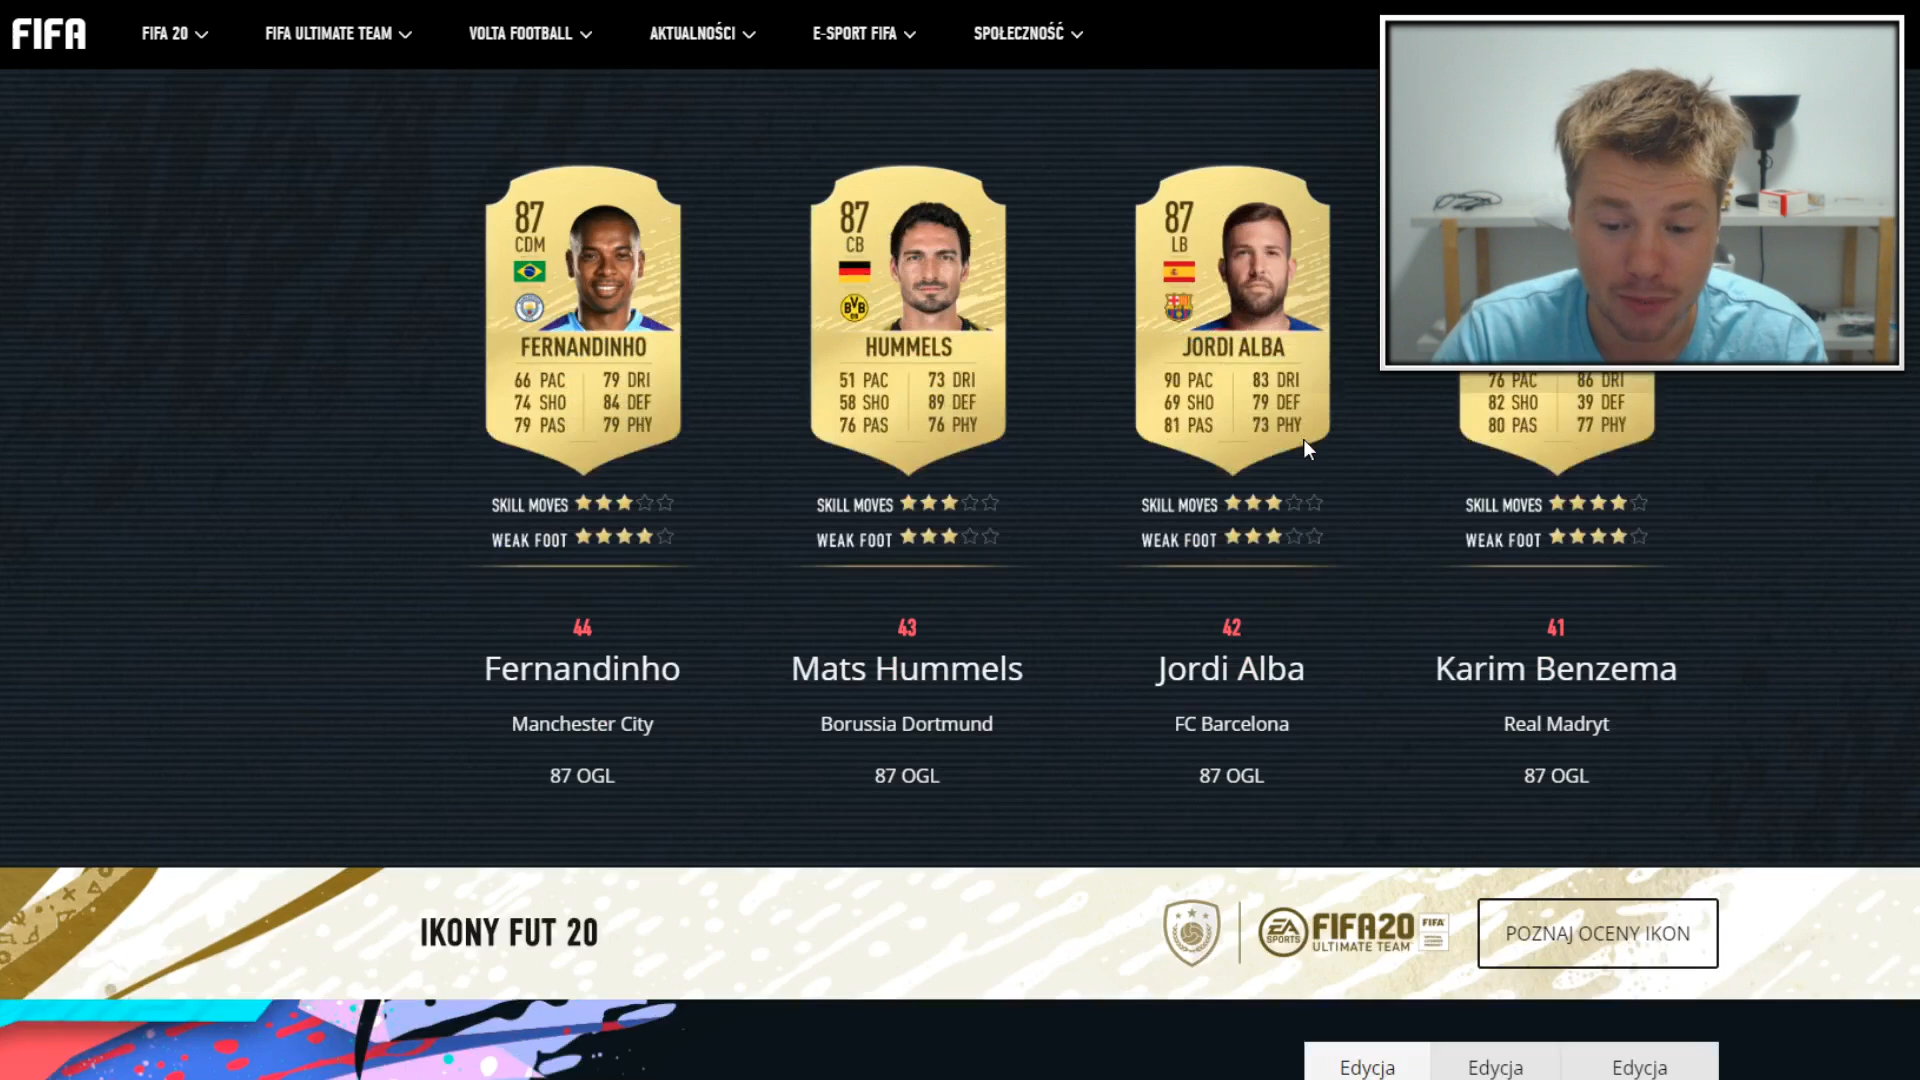 FIFA
FIFA 20
FIFA ULTIMATE TEAM
VOLTA FOOTBALL
AKTUALNOŚCI
E-SPORT FIFA
SPOŁECZNOŚĆ
87
CDM
FERNANDINHO
66 PAC 79 DRI
74 SHO 84 DEF
79 PAS 79 PHY
SKILL MOVES
WEAK FOOT
44
Fernandinho
Manchester City
87 OGL
87
CB
BVB
09
HUMMELS
51 PAC 73 DRI
58 SHO 89 DEF
76 PAS 76 PHY
SKILL MOVES
WEAK FOOT
43
Mats Hummels
Borussia Dortmund
87 OGL
87
LB
JORDI ALBA
90 PAC 83 DRI
69 SHO 79 DEF
81 PAS 73 PHY
SKILL MOVES
WEAK FOOT
42
Jordi Alba
FC Barcelona
87 OGL
76 PAC 86 DRI
82 SHO 39 DEF
80 PAS 77 PHY
SKILL MOVES
WEAK FOOT
41
Karim Benzema
Real Madryt
87 OGL
IKONY FUT 20
EA
SPORTS
FIFA20
ULTIMATE TEAM
FIFA
POZNAJ OCENY IKON
Edycja
Edycja
Edycja